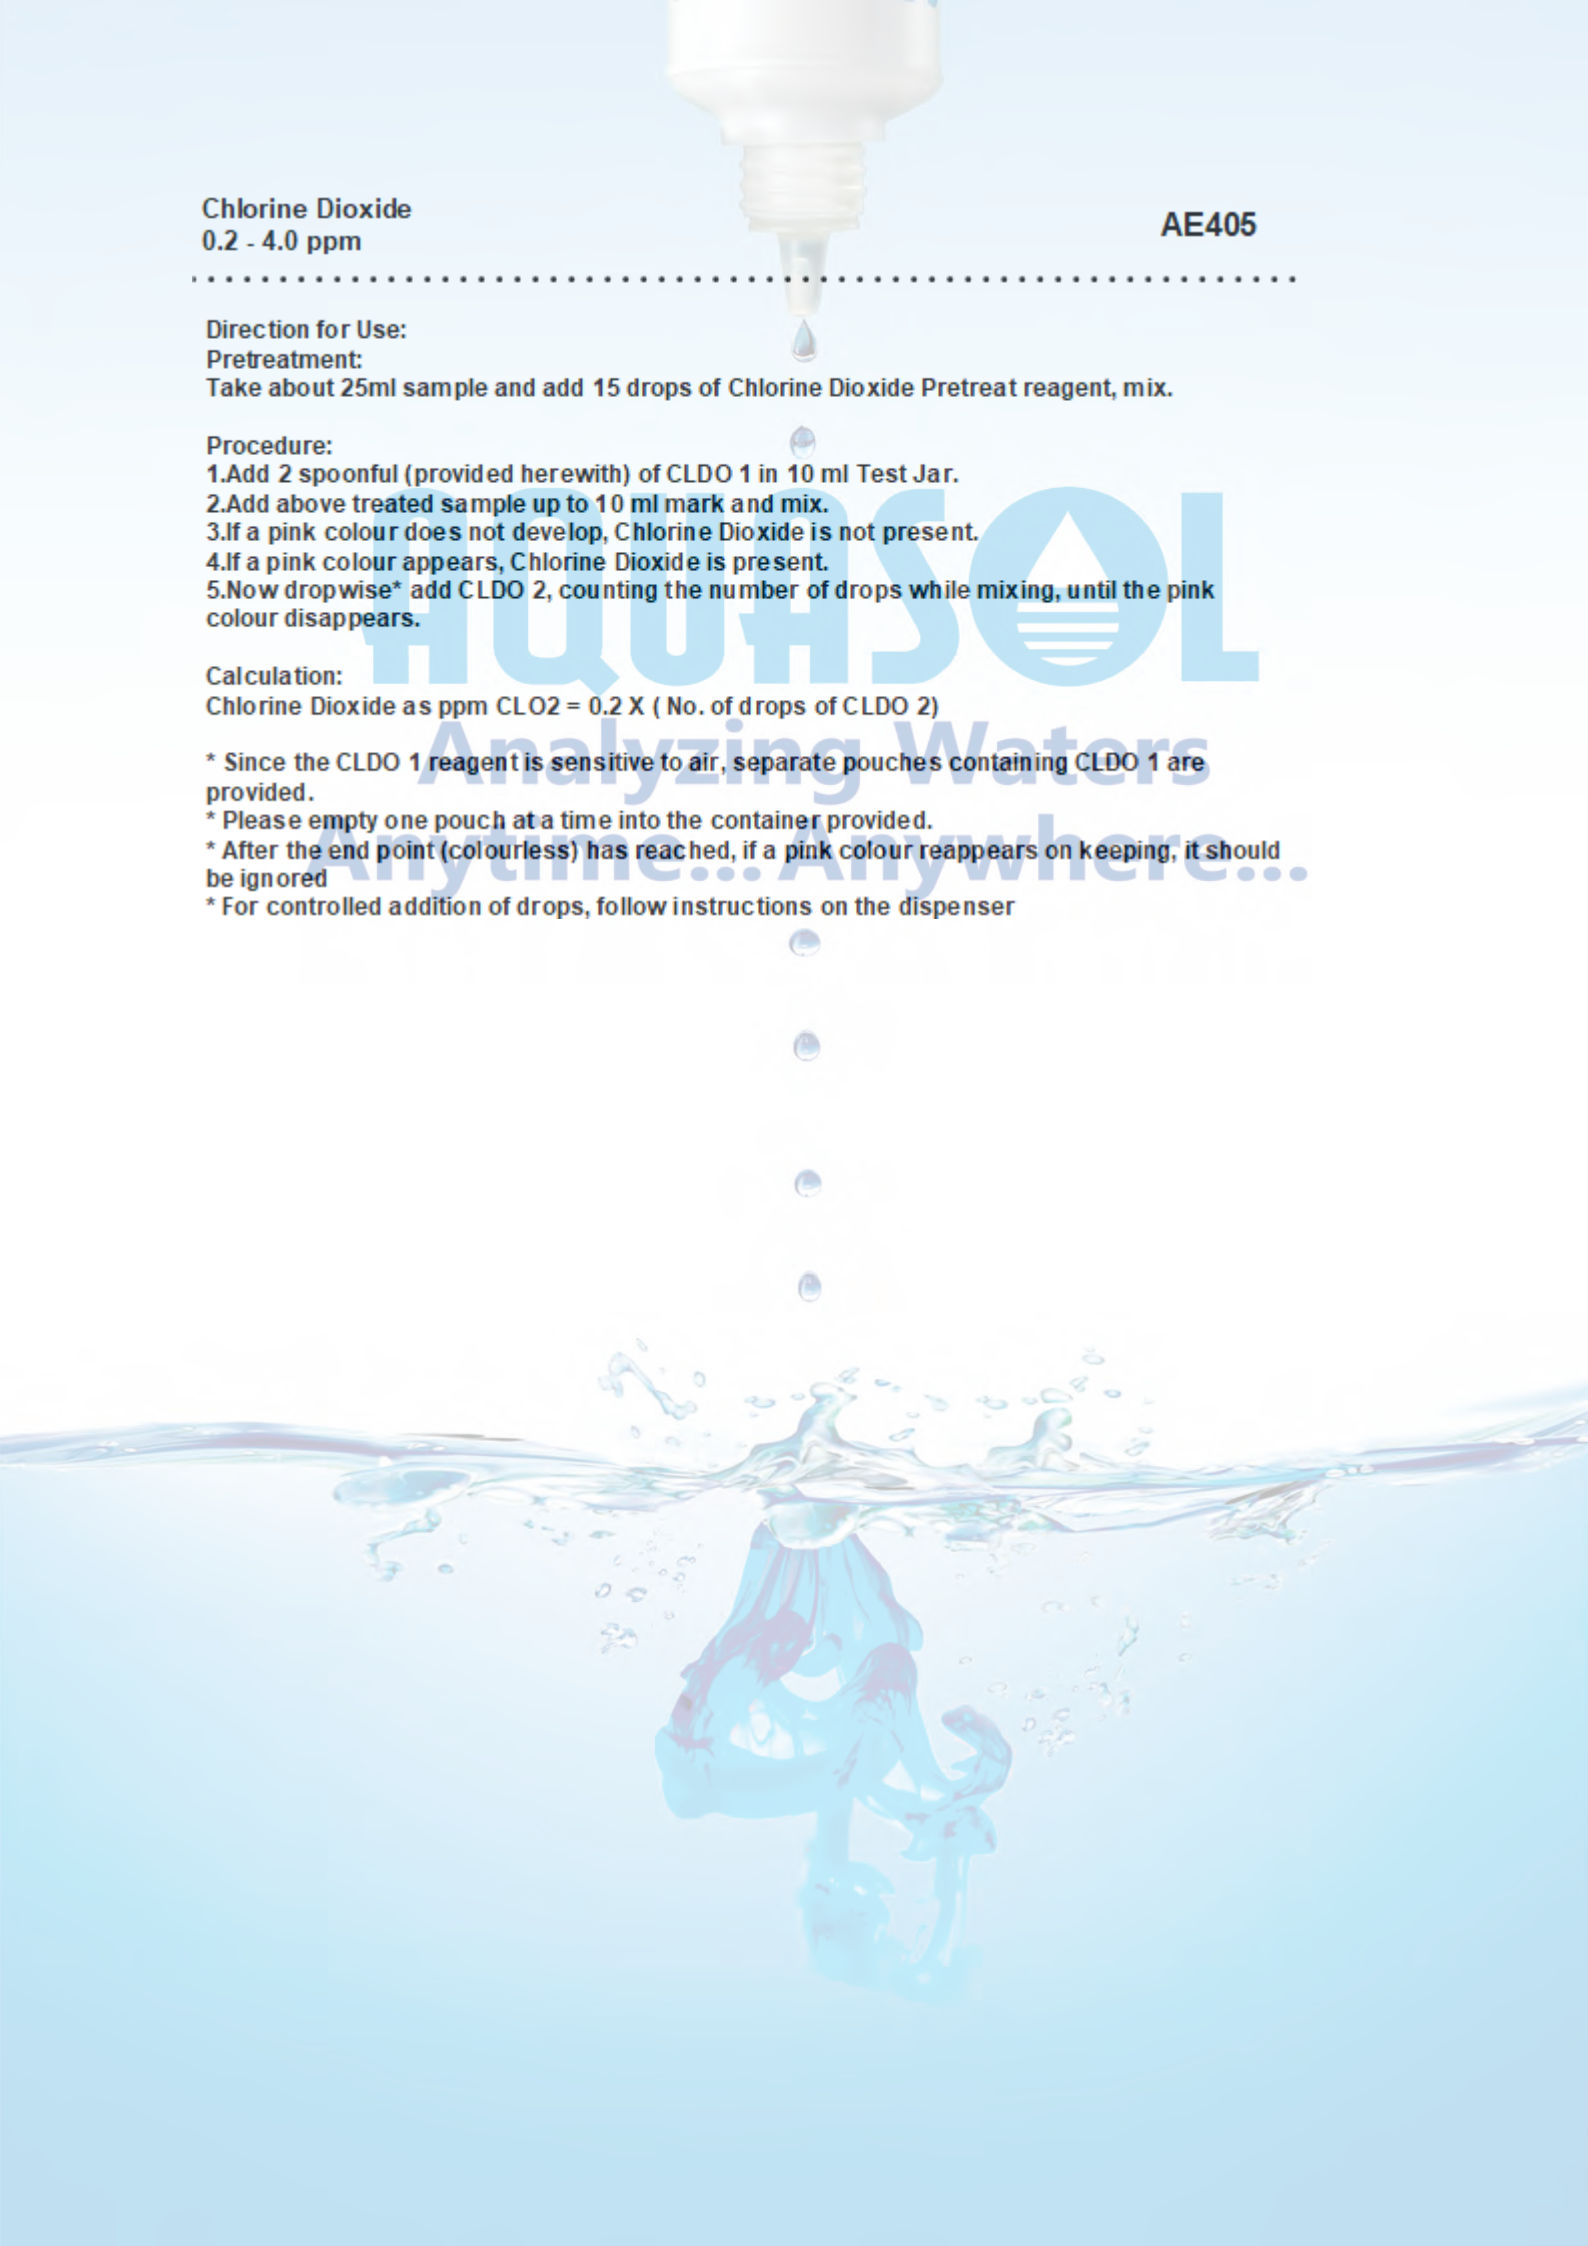 Chlorine Dioxide
0.2 - 4.0 ppm
AE405
Direction for Use:
Pretreatment:
Take about 25ml sample and add 15 drops of Chlorine Dioxide Pretreat reagent, mix.
Procedure:
1.Add 2 spoonful (provided herewith) of CLDO 1 in 10 ml Test Jar.
2.Add above treated sample up to 10 ml mark and mix.
3.If a pink colour does not develop, Chlorine Dioxide is not present.
4.If a pink colour appears, Chlorine Dioxide is present.
5.Now dropwise* add CLDO 2, counting the number of drops while mixing, until the pink
colour disappears.
AQUASOL
Calculation:
Chlorine Dioxide as ppm CLO2 = 0.2 X ( No. of drops of CLDO 2)
Analyzing Waters
* Since the CLDO 1 reagent is sensitive to air, separate pouches containing CLDO 1 are
provided.
* Please empty one pouch at a time into the container provided.
Anytime... Anywhere...
* After the end point (colourless) has reached, if a pink colour reappears on keeping, it should
be ignored
* For controlled addition of drops, follow instructions on the dispenser